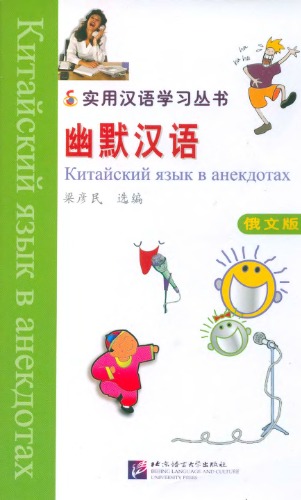 Китайский язык в анекдотах
实用汉语学习丛书
幽默汉语
Китайский язык в анекдотах
梁彦民 选编
俄文版
北京语言大学出版社
BEIJING LANGUAGE AND CULTURE
UNIVERSITY PRESS